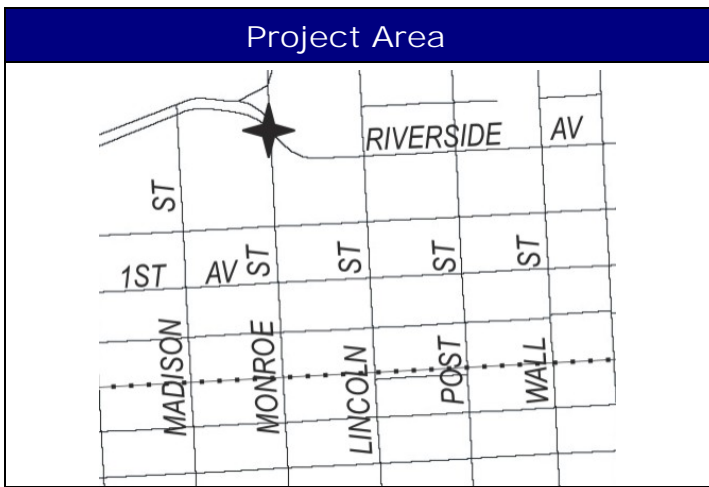 Project Area
RIVERSIDE AV
1ST AV
MADISON ST
MONROE ST
LINCOLN ST
POST ST
WALL ST